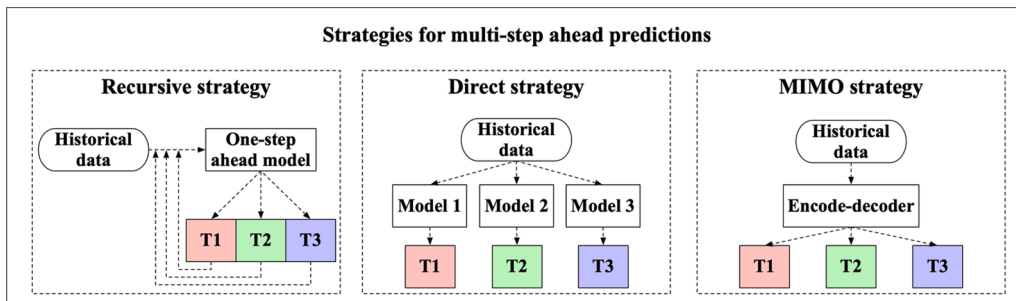 Strategies for multi-step ahead predictions
Recursive strategy
Historical
data
One-step
ahead model
T1
T2
T3
Direct strategy
Historical
data
Model 1
Model 2
Model 3
T1
T2
T3
MIMO strategy
Historical
data
Encode-decoder
T1
T2
T3